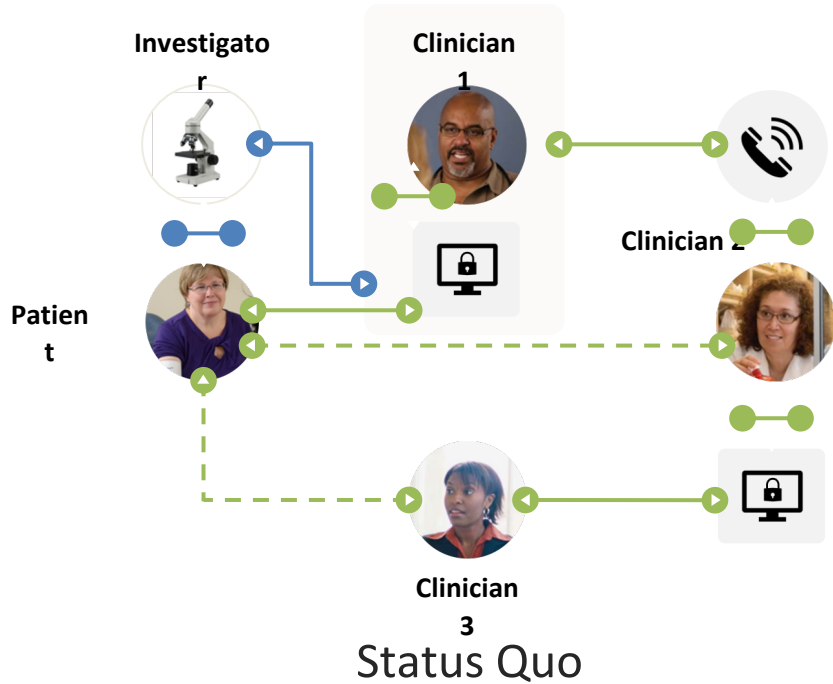 Investigato
r
Clinician
1
Clinician 2
Patien
t
Clinician
3
Status Quo